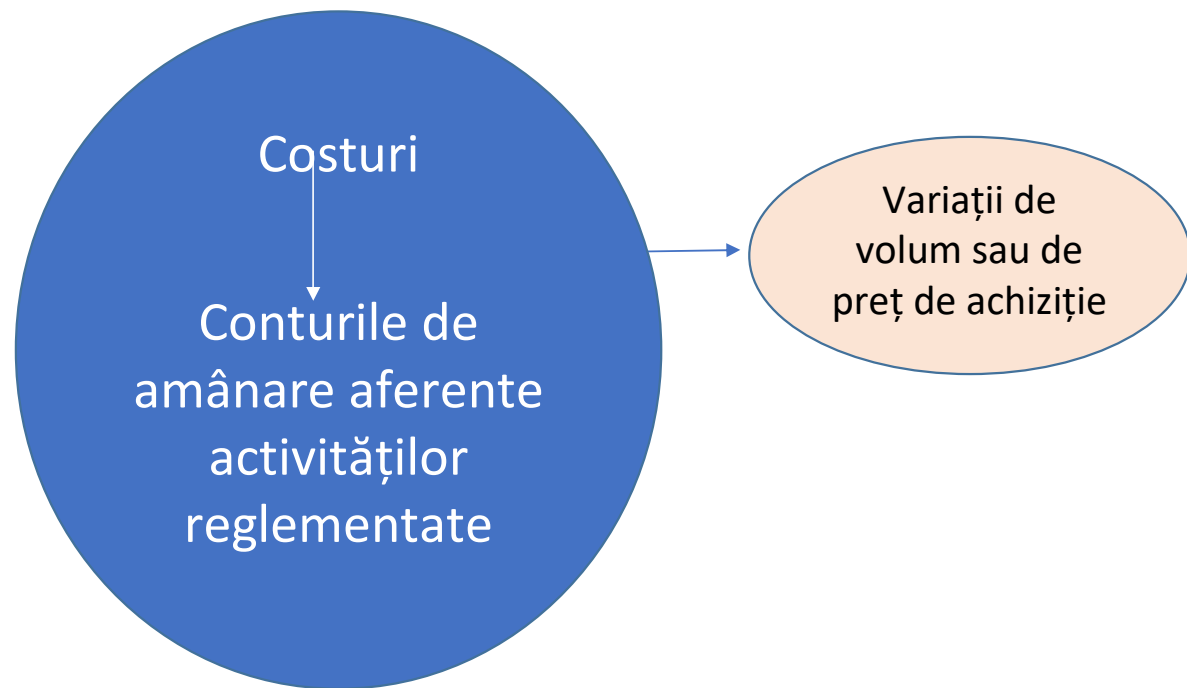 Costuri
Conturile de
amânare aferente
activităților
reglementate
Variații de
volum sau de
preț de achiziție